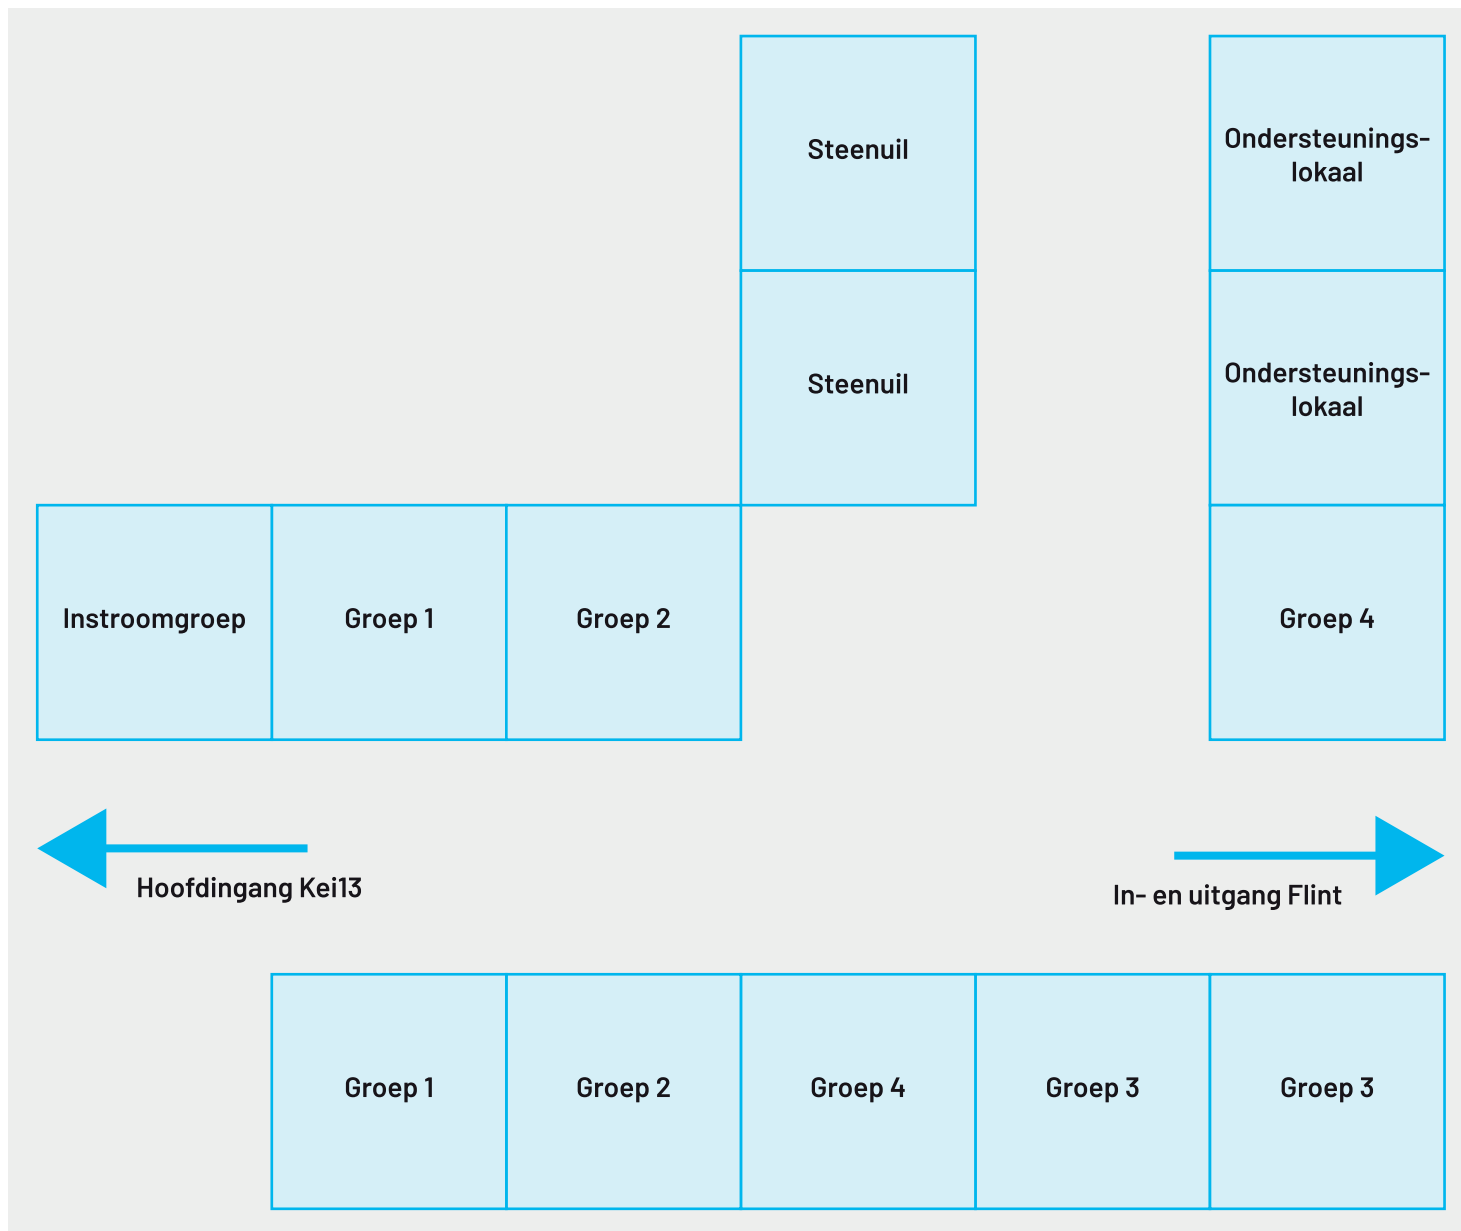 Steenuil
Ondersteunings-
lokaal
Steenuil
Ondersteunings-
lokaal
Instroomgroep
Groep 1
Groep 2
Groep 4
Hoofdingang Kei13
In- en uitgang Flint
Groep 1
Groep 2
Groep 4
Groep 3
Groep 3